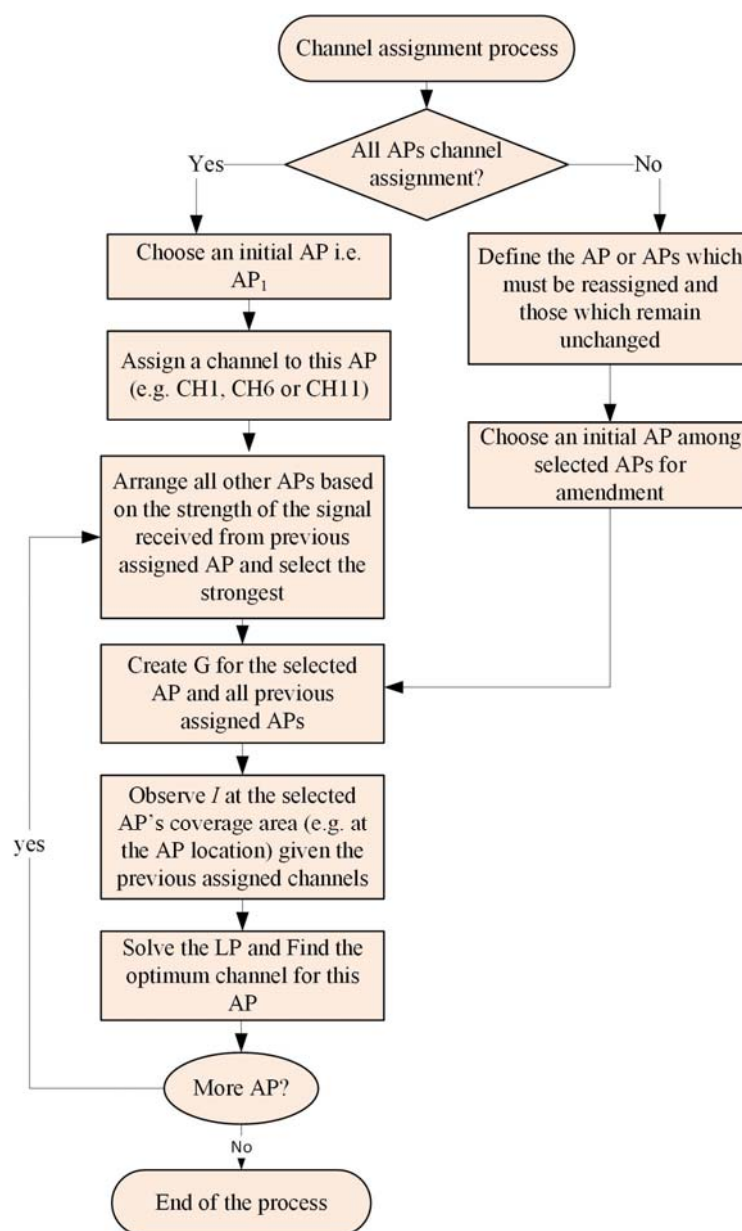 Channel assignment process
All APs channel
assignment?
Yes
No
Choose an initial AP i.e.
AP₁
Define the AP or APs which
must be reassigned and
those which remain
unchanged
Assign a channel to this AP
(e.g. CH1, CH6 or CH11)
Choose an initial AP among
selected APs for
amendment
Arrange all other APs based
on the strength of the signal
received from previous
assigned AP and select the
strongest
Create G for the selected
AP and all previous
assigned APs
Observe I at the selected
AP's coverage area (e.g. at
the AP location) given the
previous assigned channels
yes
Solve the LP and Find the
optimum channel for this
AP
More AP?
No
End of the process